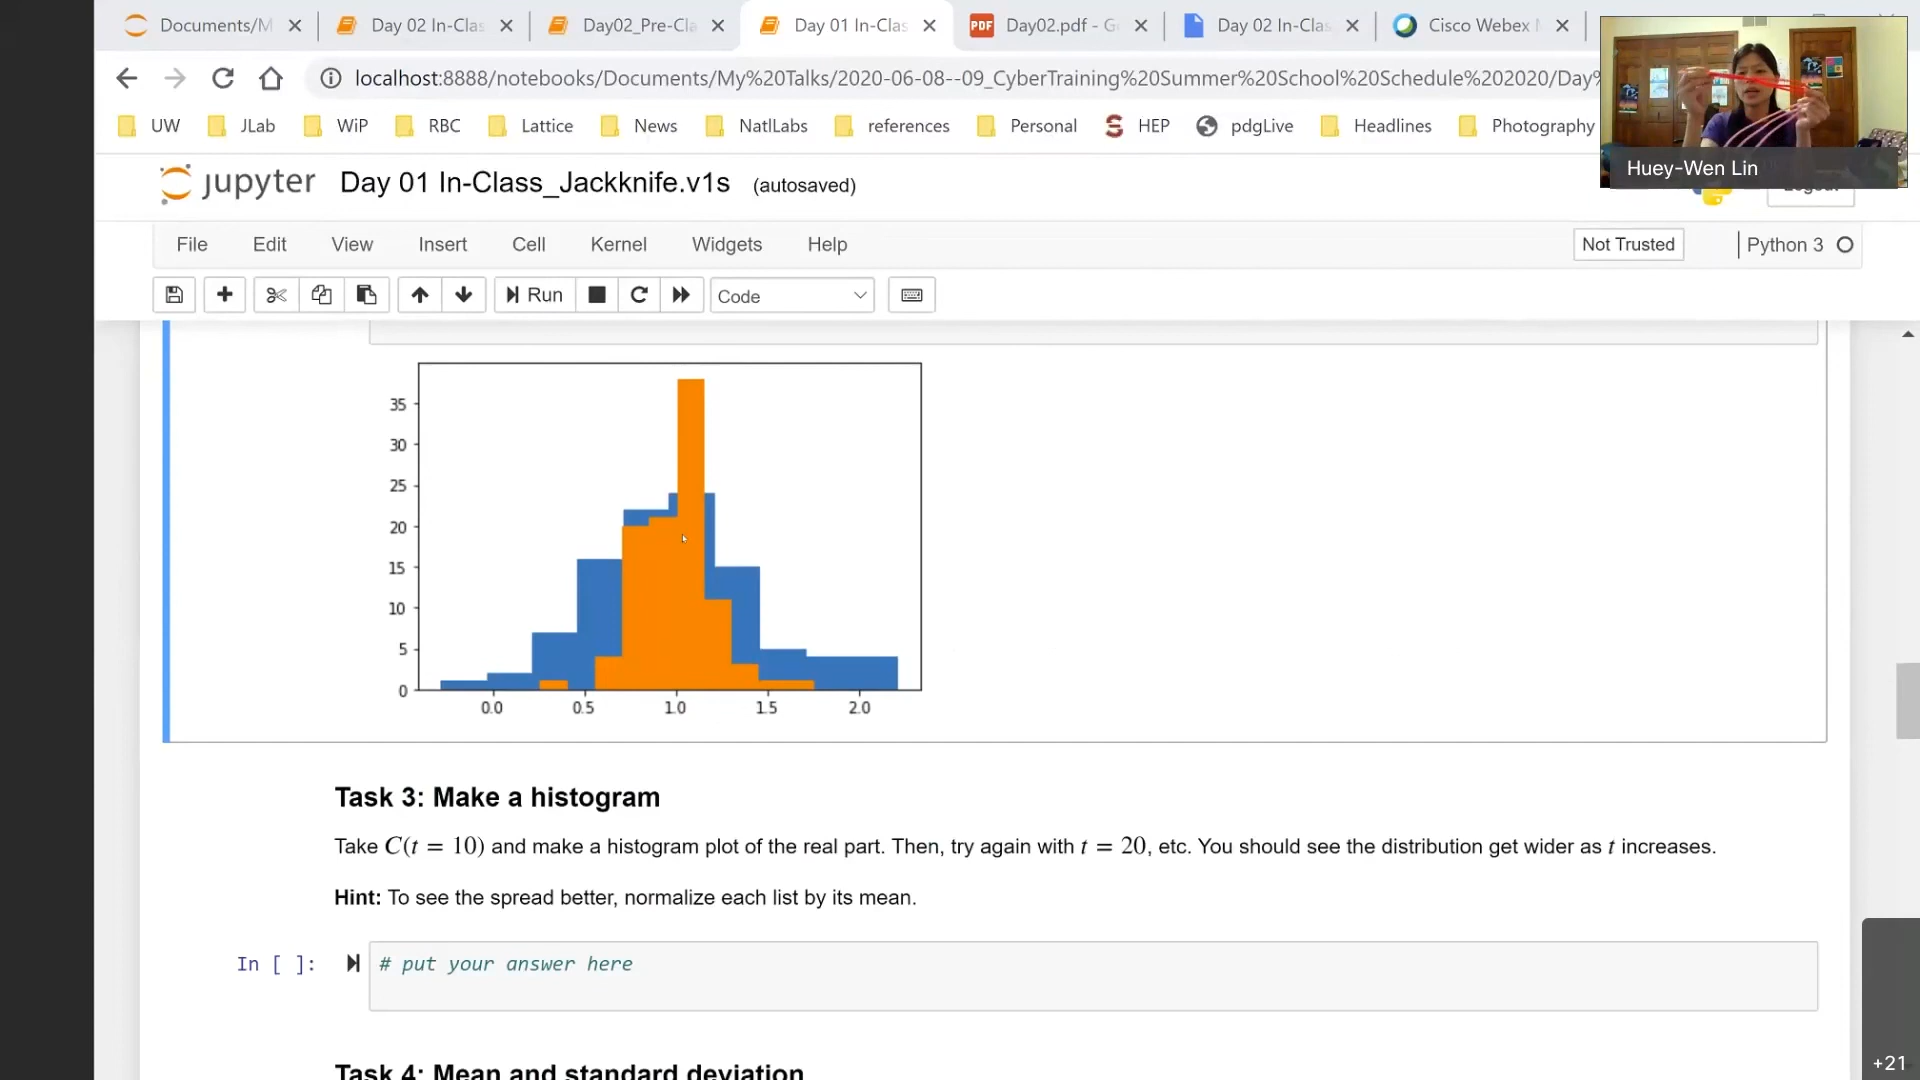 Documents/M
Day 02 In-Clas
Day02_Pre-Cla
Day 01 In-Clas
PDF
Day02.pdf - G
Day 02 In-Clas
Cisco Webex
localhost:8888/notebooks/Documents/My%20Talks/2020-06-08--09_CyberTraining%20Summer%20School%20Schedule%202020/Day%
UW
JLab
WiP
RBC
Lattice
News
NatlLabs
references
Personal
HEP
pdgLive
Headlines
Photography
Huey-Wen Lin
jupyter
Day 01 In-Class_Jackknife.v1s (autosaved)
Logout
File Edit View Insert Cell Kernel Widgets Help
Not Trusted
Python 3
Run
Code
35
30
25
20
15
10
5
0
0.0 0.5 1.0 1.5 2.0
Task 3: Make a histogram
Take C(t = 10) and make a histogram plot of the real part. Then, try again with t = 20, etc. You should see the distribution get wider as t increases.
Hint: To see the spread better, normalize each list by its mean.
In [ ]:
# put your answer here
Task 4: Mean and standard deviation
+21